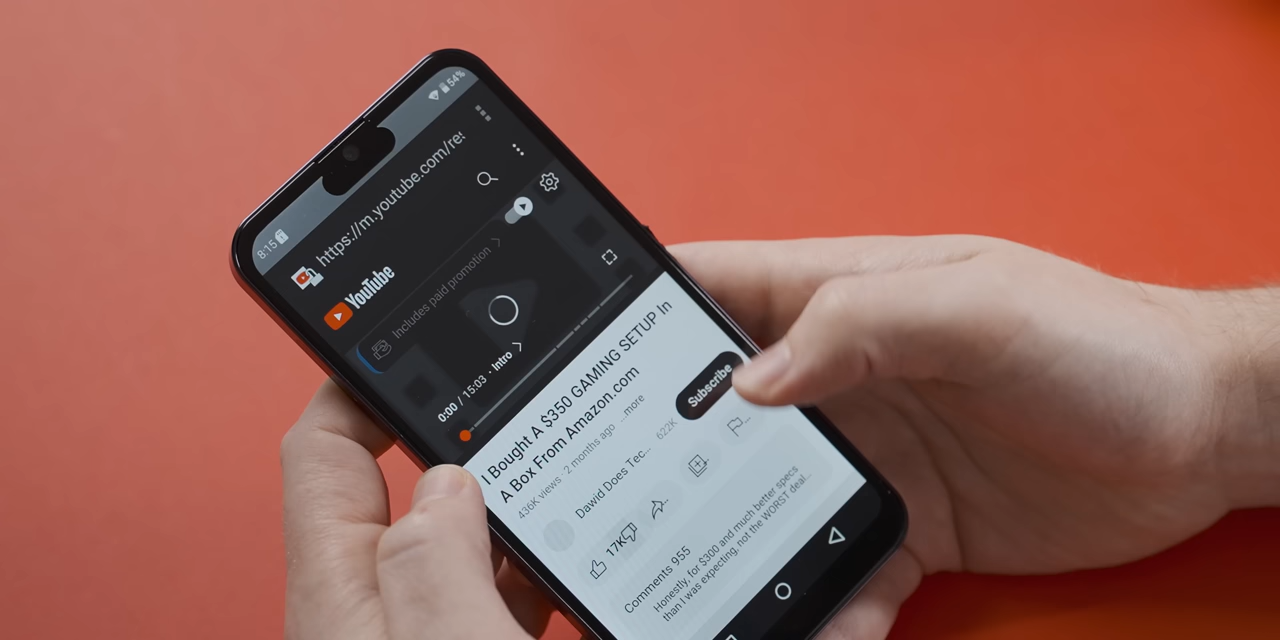 8:15
54%
https://m.youtube.com/re
YouTube
Includes paid promotion
0:00 / 15:03 · Intro
I Bought A $350 GAMING SETUP In
A Box From Amazon.com
436K views 2 months ago ...more
Dawid Does Tec... 622K
Subscribe
17K
Comments 955
Honestly, for $300 and much better specs
than I was expecting, not the WORST deal...